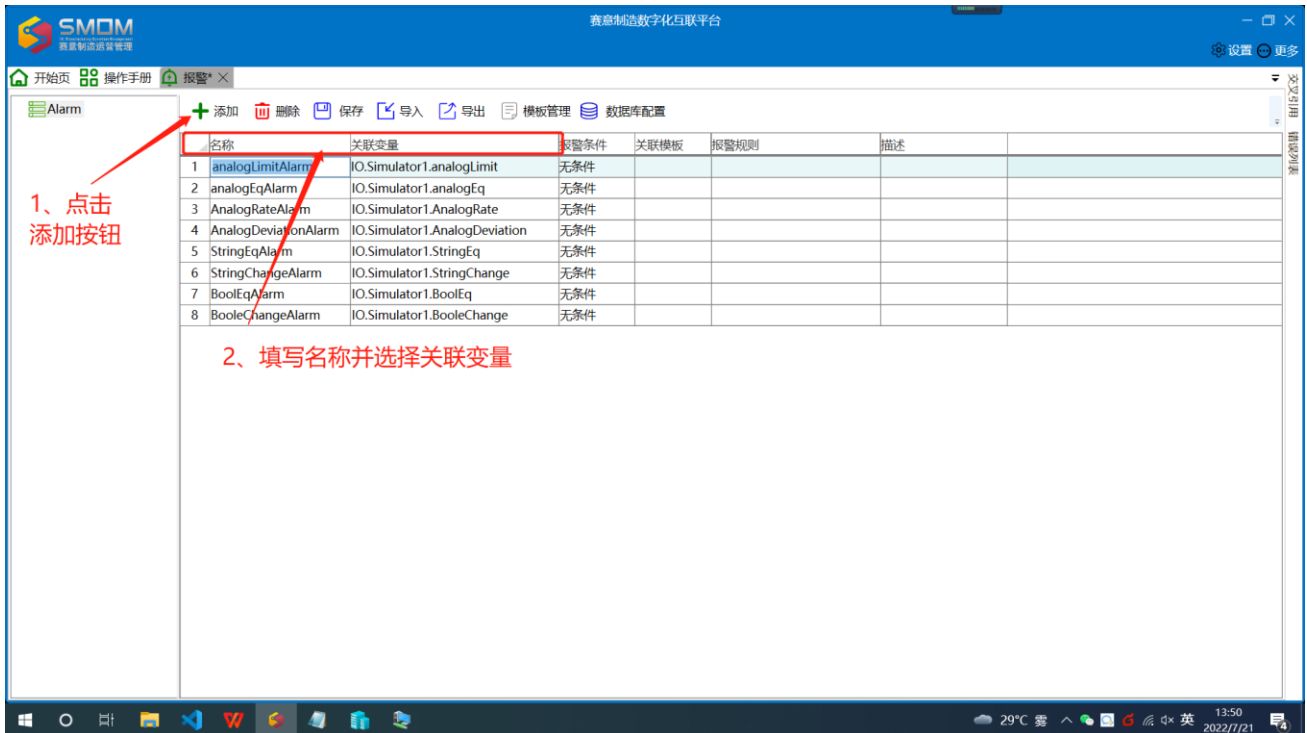 赛意制造数字化互联平台
SMOM
赛意制造运营管理
设置 更多
开始页 操作手册 报警*
Alarm
添加 删除 保存 导入 导出 模板管理 数据库配置
交叉引用
错误列表
名称 关联变量 报警条件 关联模板 报警规则 描述
1 analogLimitAlarm IO.Simulator1.analogLimit 无条件
2 analogEqAlarm IO.Simulator1.analogEq 无条件
3 AnalogRateAlarm IO.Simulator1.AnalogRate 无条件
4 AnalogDeviationAlarm IO.Simulator1.AnalogDeviation 无条件
5 StringEqAlarm IO.Simulator1.StringEq 无条件
6 StringChangeAlarm IO.Simulator1.StringChange 无条件
7 BoolEqAlarm IO.Simulator1.BoolEq 无条件
8 BooleChangeAlarm IO.Simulator1.BooleChange 无条件
1、点击
添加按钮
2、填写名称并选择关联变量
29°C 雾 英 13:50
2022/7/21
4